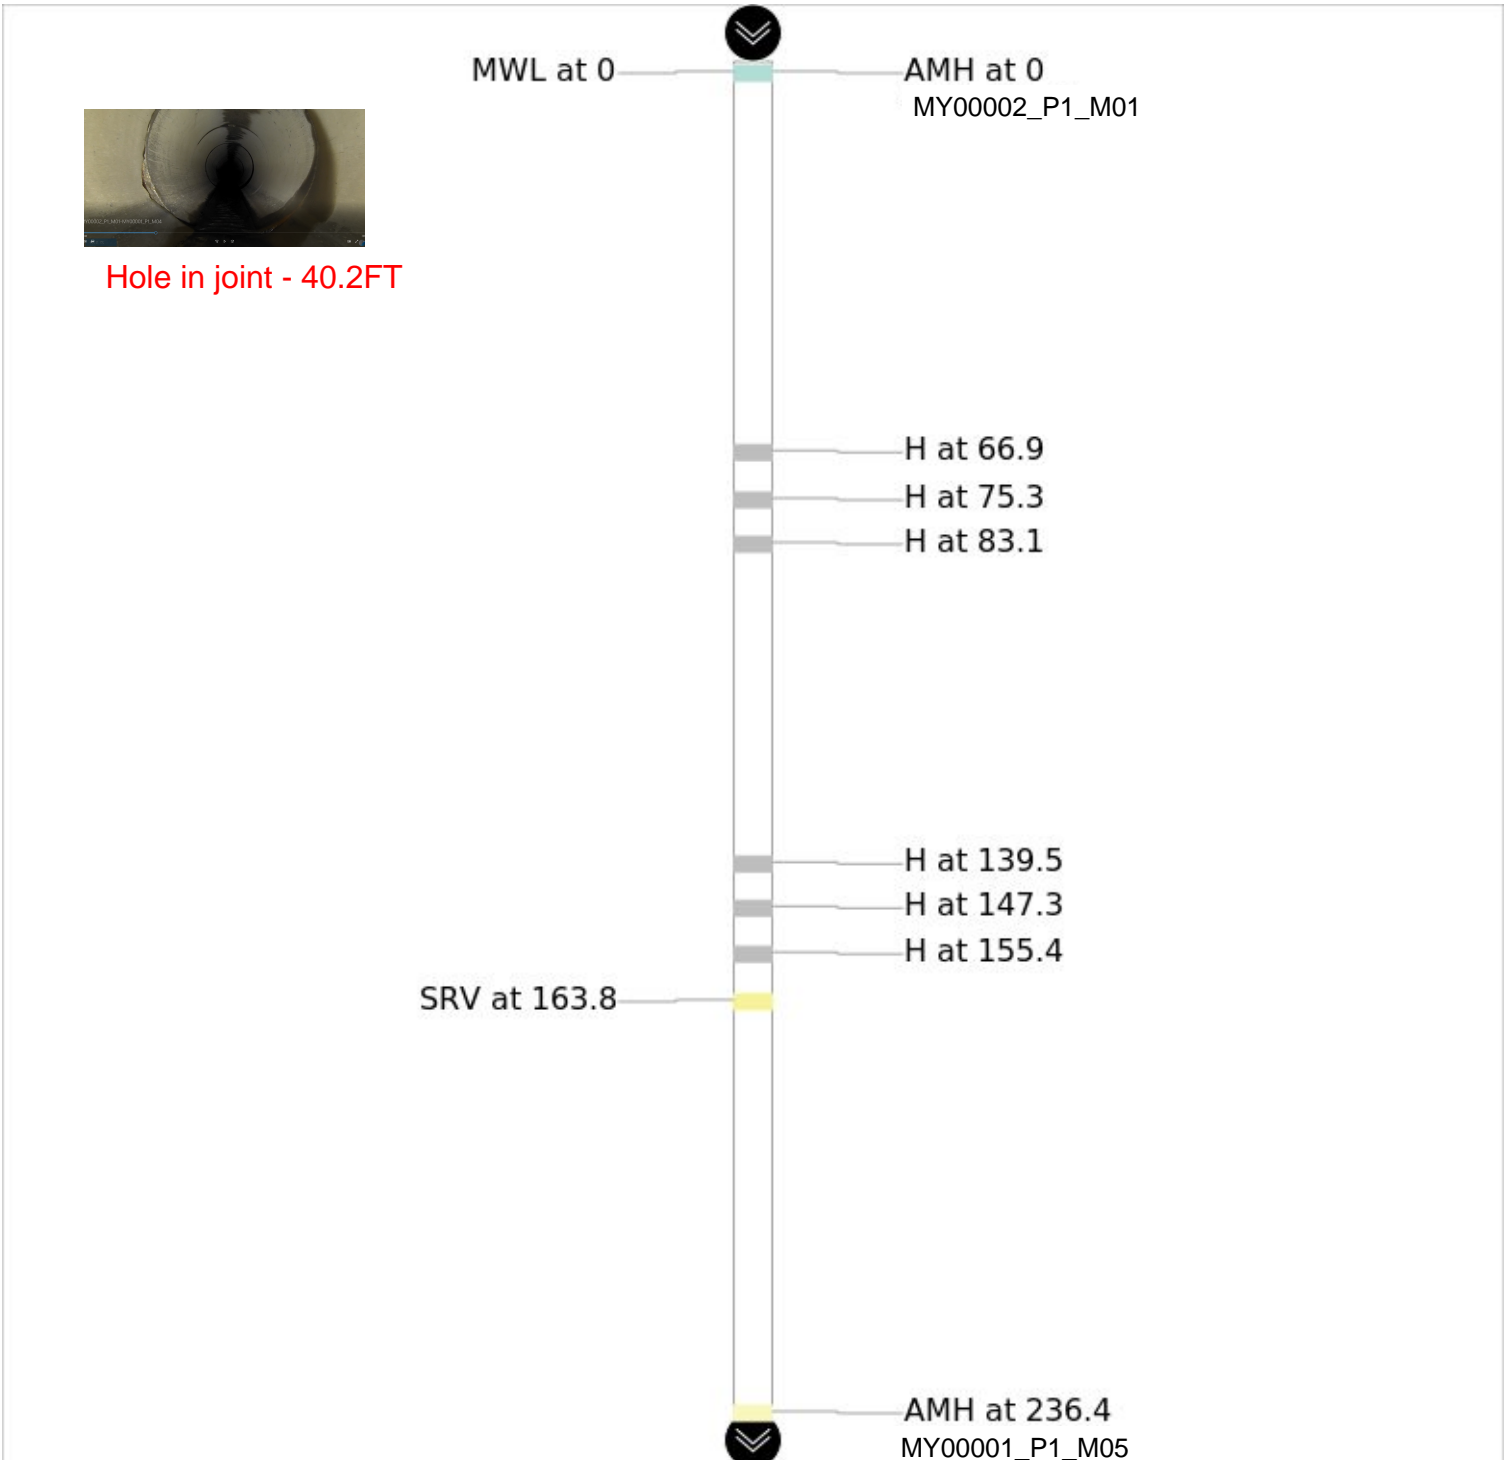 MWL at 0
AMH at 0
MY00002_P1_M01
Hole in joint - 40.2FT
H at 66.9
H at 75.3
H at 83.1
H at 139.5
H at 147.3
H at 155.4
SRV at 163.8
AMH at 236.4
MY00001_P1_M05